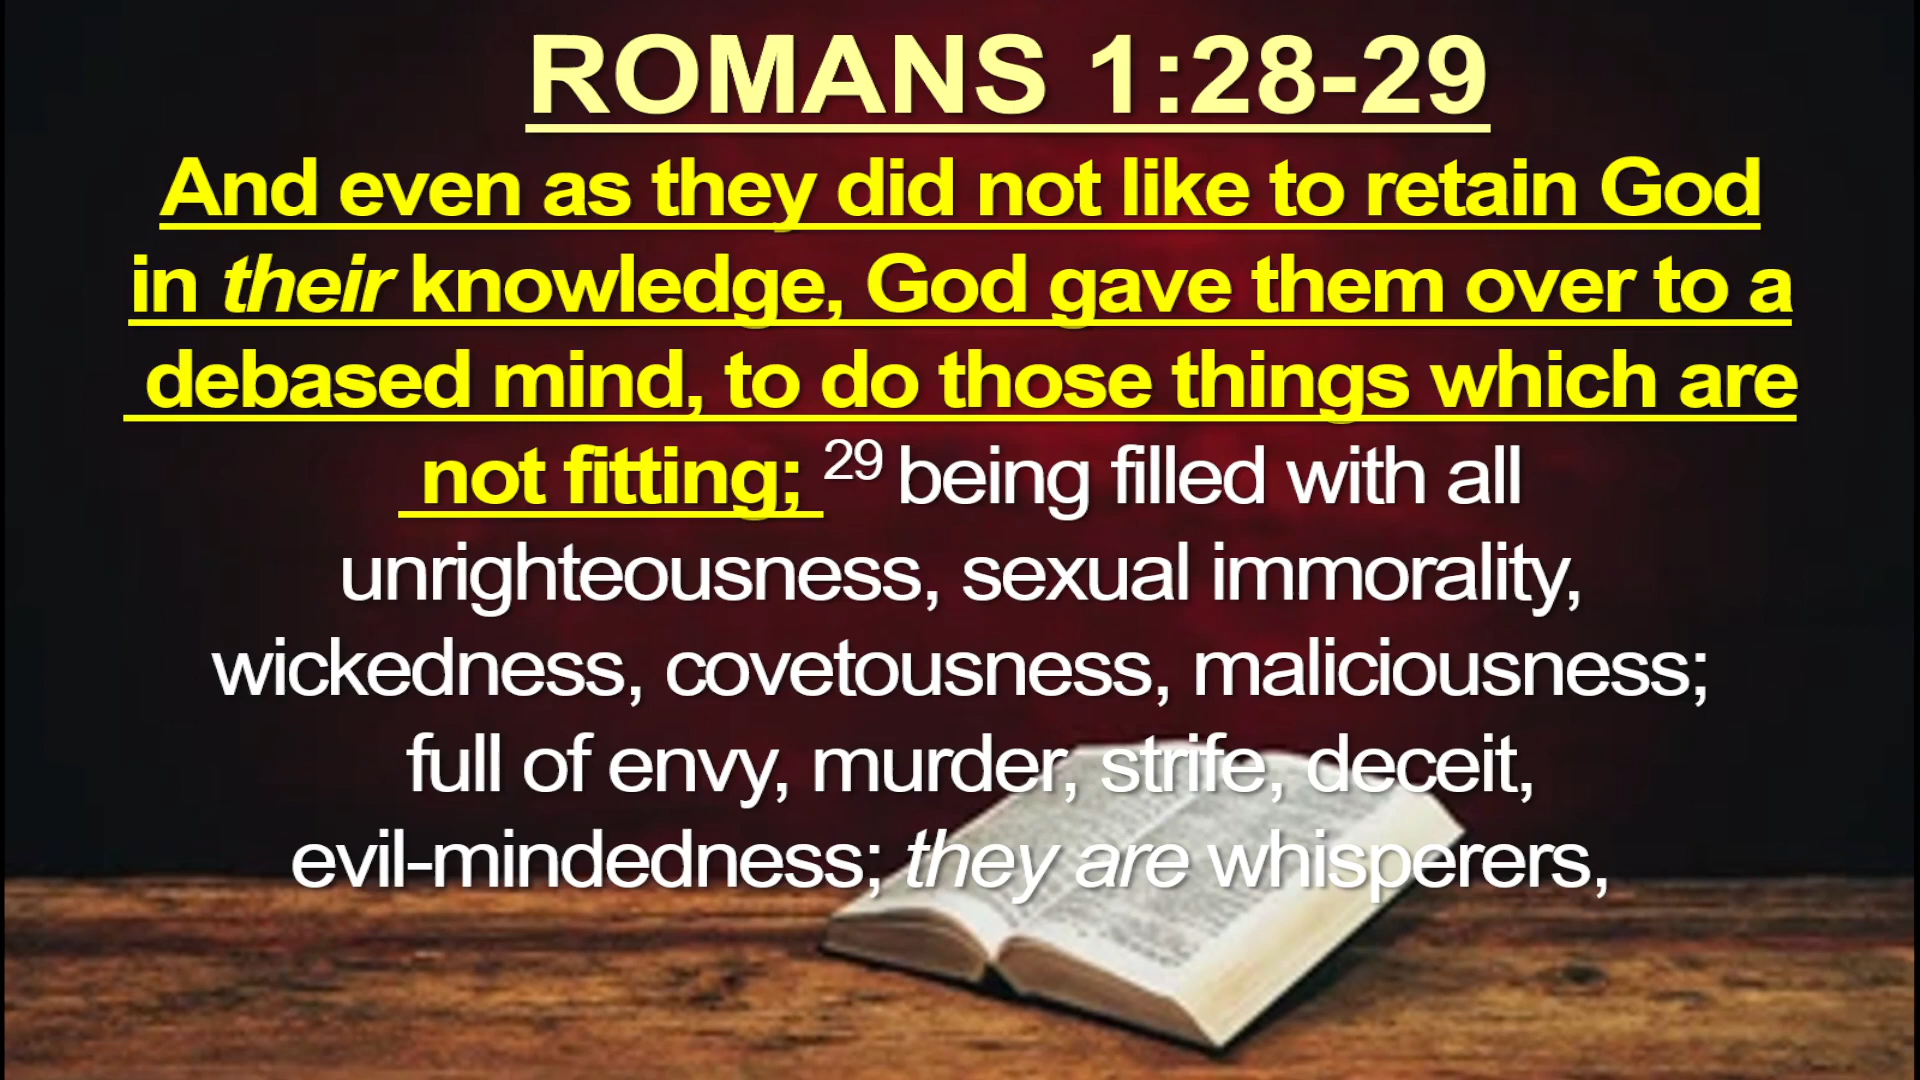 ROMANS 1:28-29
And even as they did not like to retain God
in their knowledge, God gave them over to a
debased mind, to do those things which are
not fitting; 29 being filled with all
unrighteousness, sexual immorality,
wickedness, covetousness, maliciousness;
full of envy, murder, strife, deceit,
evil-mindedness; they are whisperers,